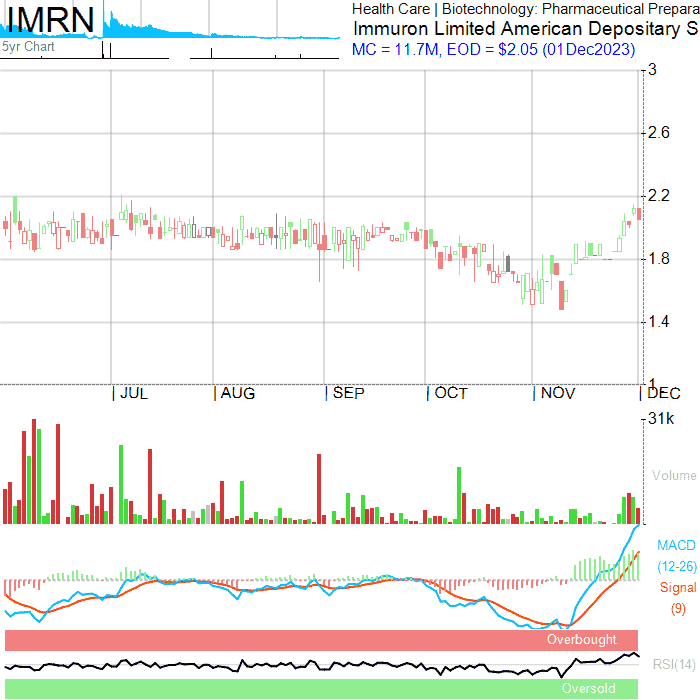 IMRN
Health Care | Biotechnology: Pharmaceutical Prepara
Immuron Limited American Depositary S
5yr Chart
MC = 11.7M, EOD = $2.05 (01Dec2023)
3
2.6
2.2
1.8
1.4
1
JUL AUG SEP OCT NOV DEC
31k
Volume
MACD
(12-26)
Signal
(9)
Overbought
RSI(14)
Oversold